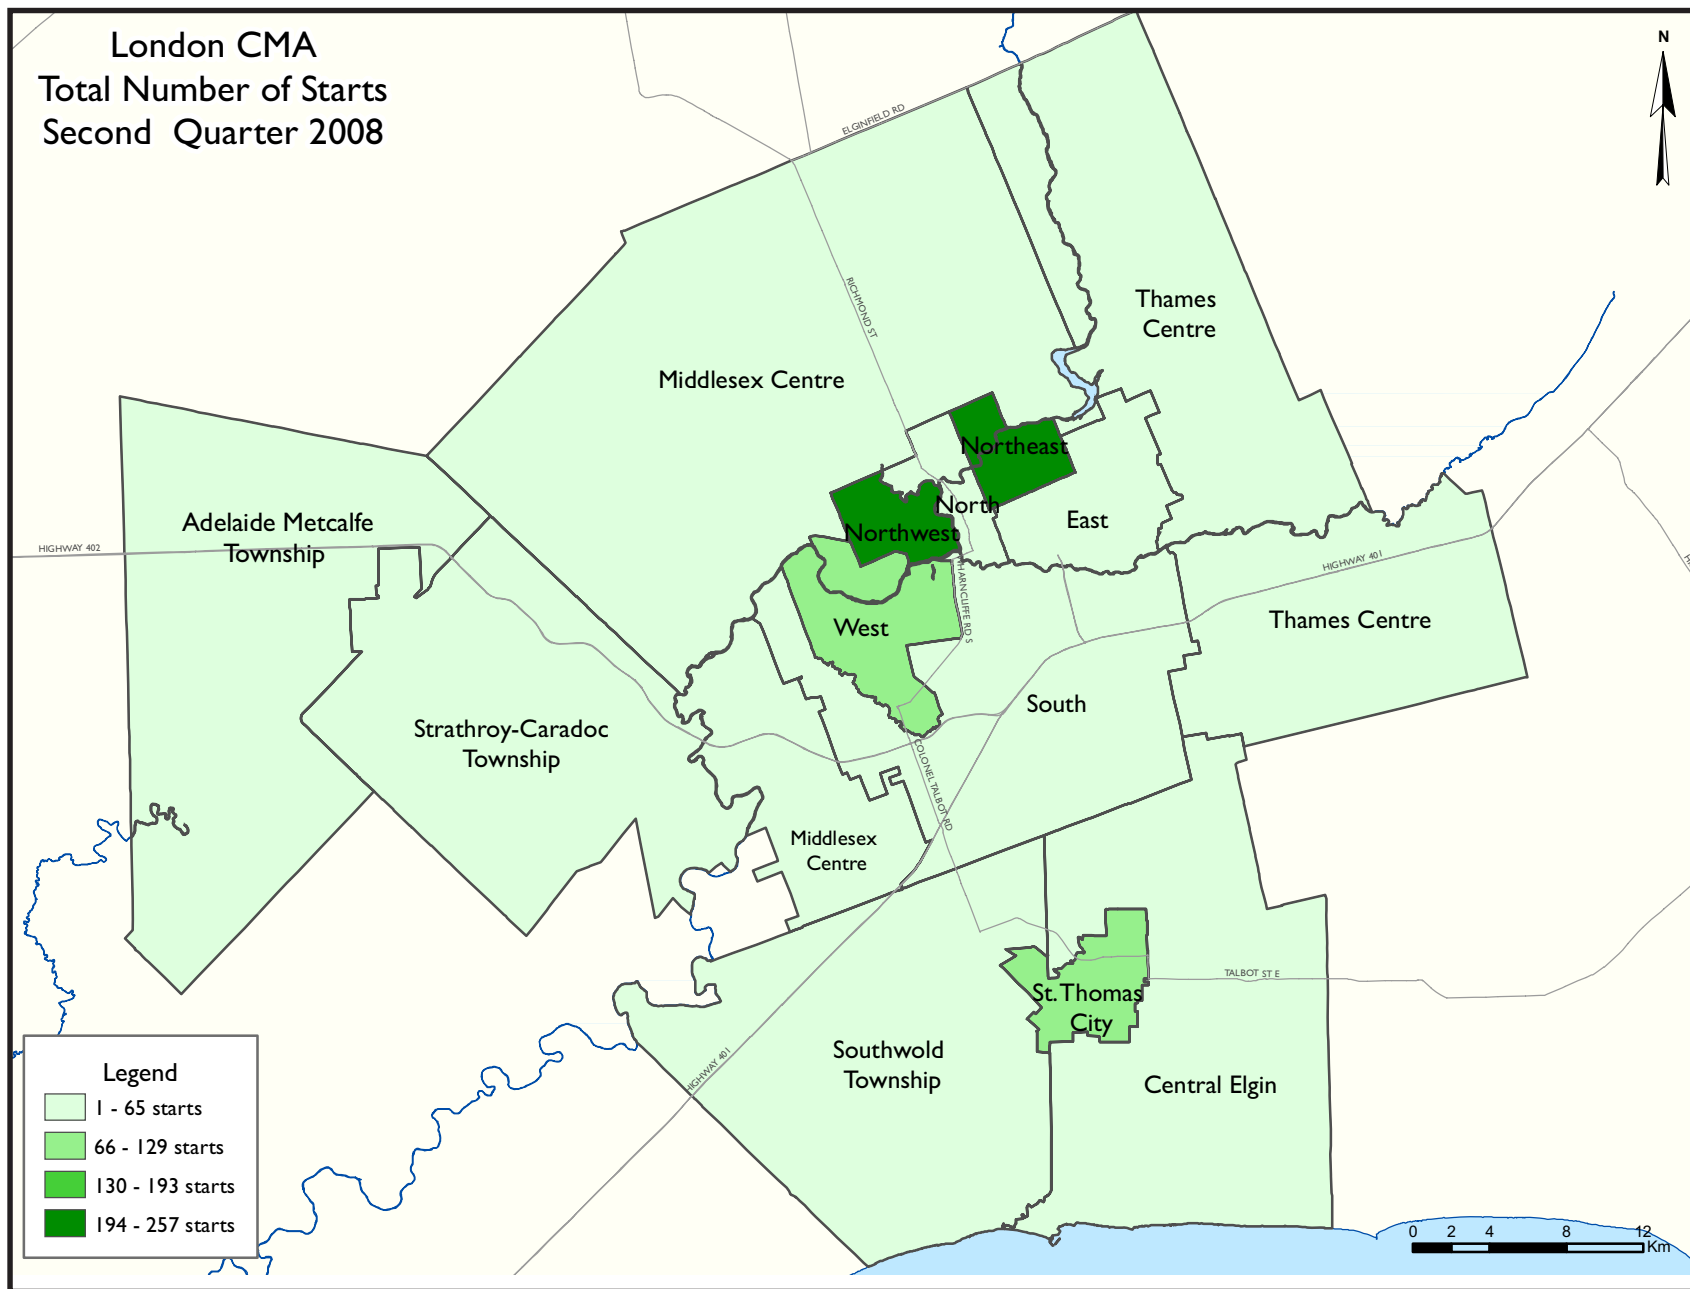 London CMA
Total Number of Starts
Second Quarter 2008
N
ELGINFIELD RD
RICHMOND ST
Thames
Centre
Middlesex Centre
Northeast
North
Northwest
East
Adelaide Metcalfe
Township
HIGHWAY 402
HIGHWAY 401
WHARNCLIFFE RD S
Thames Centre
West
South
Strathroy-Caradoc
Township
COLONEL TALBOT RD
Middlesex
Centre
TALBOT ST E
St. Thomas
City
Southwold
Township
HIGHWAY 401
Central Elgin
Legend
1 - 65 starts
66 - 129 starts
130 - 193 starts
194 - 257 starts
0 2 4 8 12
Km